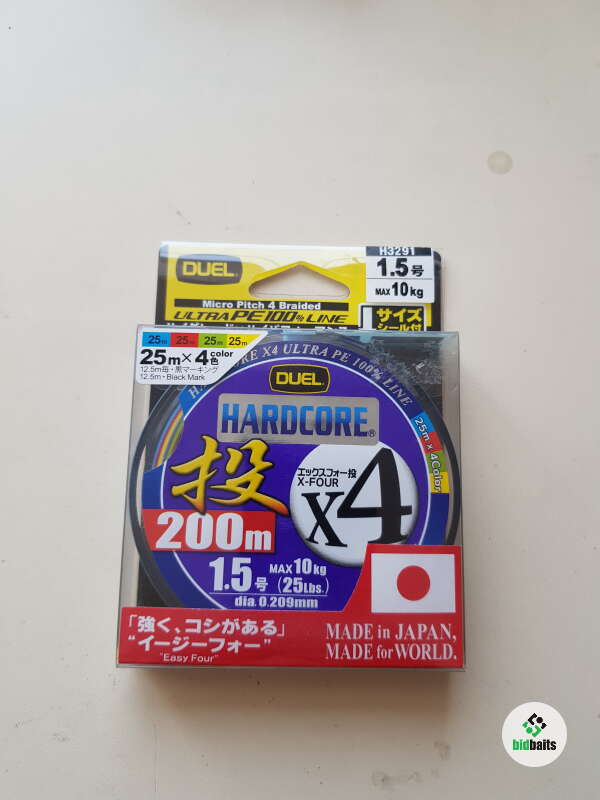 DUEL
H3291
1.5号
MAX 10kg
Micro Pitch 4 Braided
ULTRA PE 100% LINE
サイズ
シール付
25m 25m 25m 25m
25m×4color
色
12.5m毎・黒マーキング
12.5m・Black Mark
HARDCORE X4 ULTRA PE 100% LINE
DUEL
HARDCORE®
25m x 4Color
投
エックスフォー投
X-FOUR
X4
200m
1.5号
MAX 10kg
(25Lbs.)
dia. 0.209mm
「強く、コシがある」
"イージーフォー"
"Easy Four"
MADE in JAPAN,
MADE for WORLD.
bidbaits